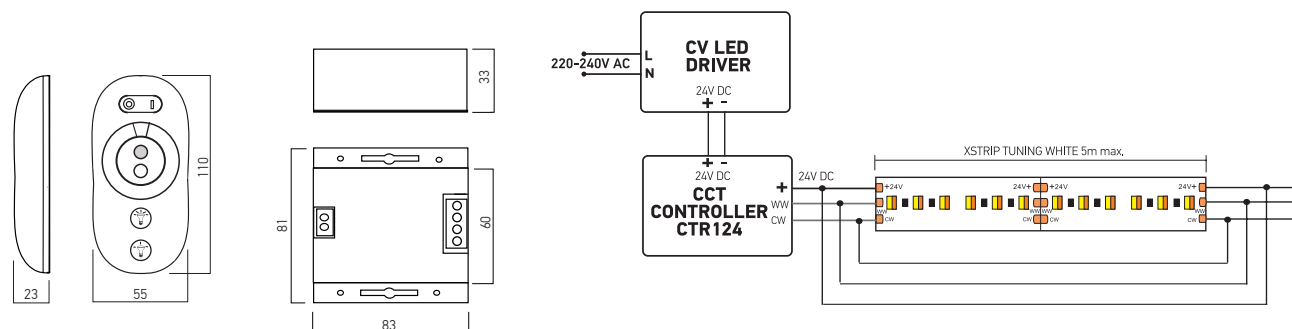 23
55
110
33
81
60
83
220-240V AC
L
N
CV LED
DRIVER
24V DC
+ -
+ -
24V DC
CCT
CONTROLLER
CTR124
+
WW
CW
24V DC
XSTRIP TUNING WHITE 5m max.
+24V
WW
CW
24V+
WW
CW
+24V
WW
CW
24V+
WW
CW